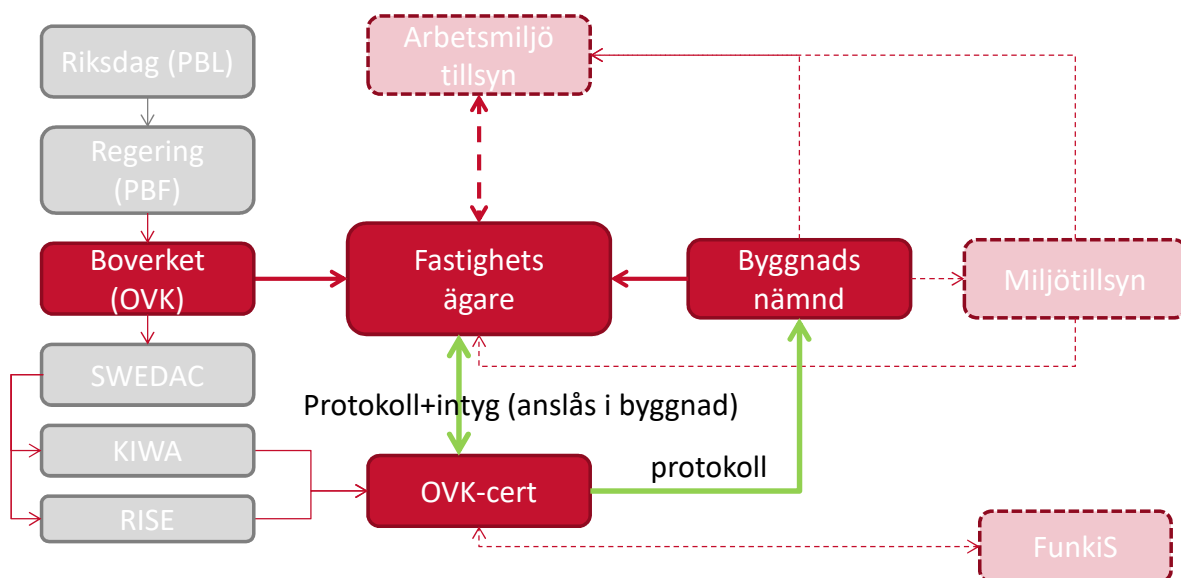 Riksdag (PBL)
Arbetsmiljö
tillsyn
Regering
(PBF)
Boverket
(OVK)
Fastighets
ägare
Byggnads
nämnd
Miljötillsyn
SWEDAC
Protokoll+intyg (anslås i byggnad)
KIWA
protokoll
OVK-cert
RISE
FunkiS